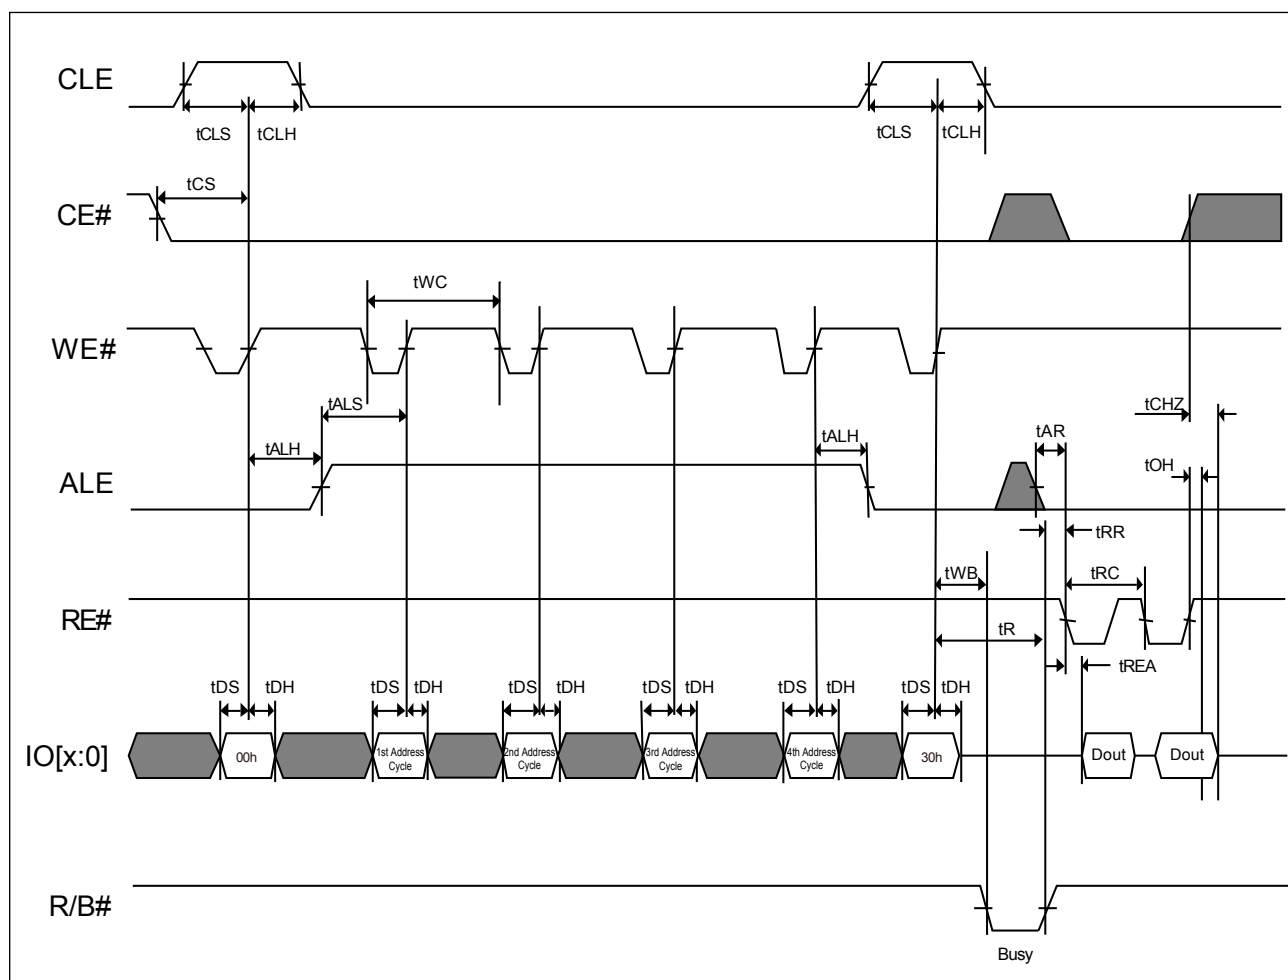 CLE
tCLS
tCLH
tCLS
tCLH
tCS
CE#
tWC
WE#
tALS
tCHZ
tALH
tALH
tAR
tOH
ALE
tRR
tWB
tRC
RE#
tR
tREA
tDS
tDH
tDS
tDH
tDS
tDH
tDS
tDH
tDS
tDH
tDS
tDH
IO[x:0]
00h
1st Address
Cycle
2nd Address
Cycle
3rd Address
Cycle
4th Address
Cycle
30h
Dout
Dout
R/B#
Busy